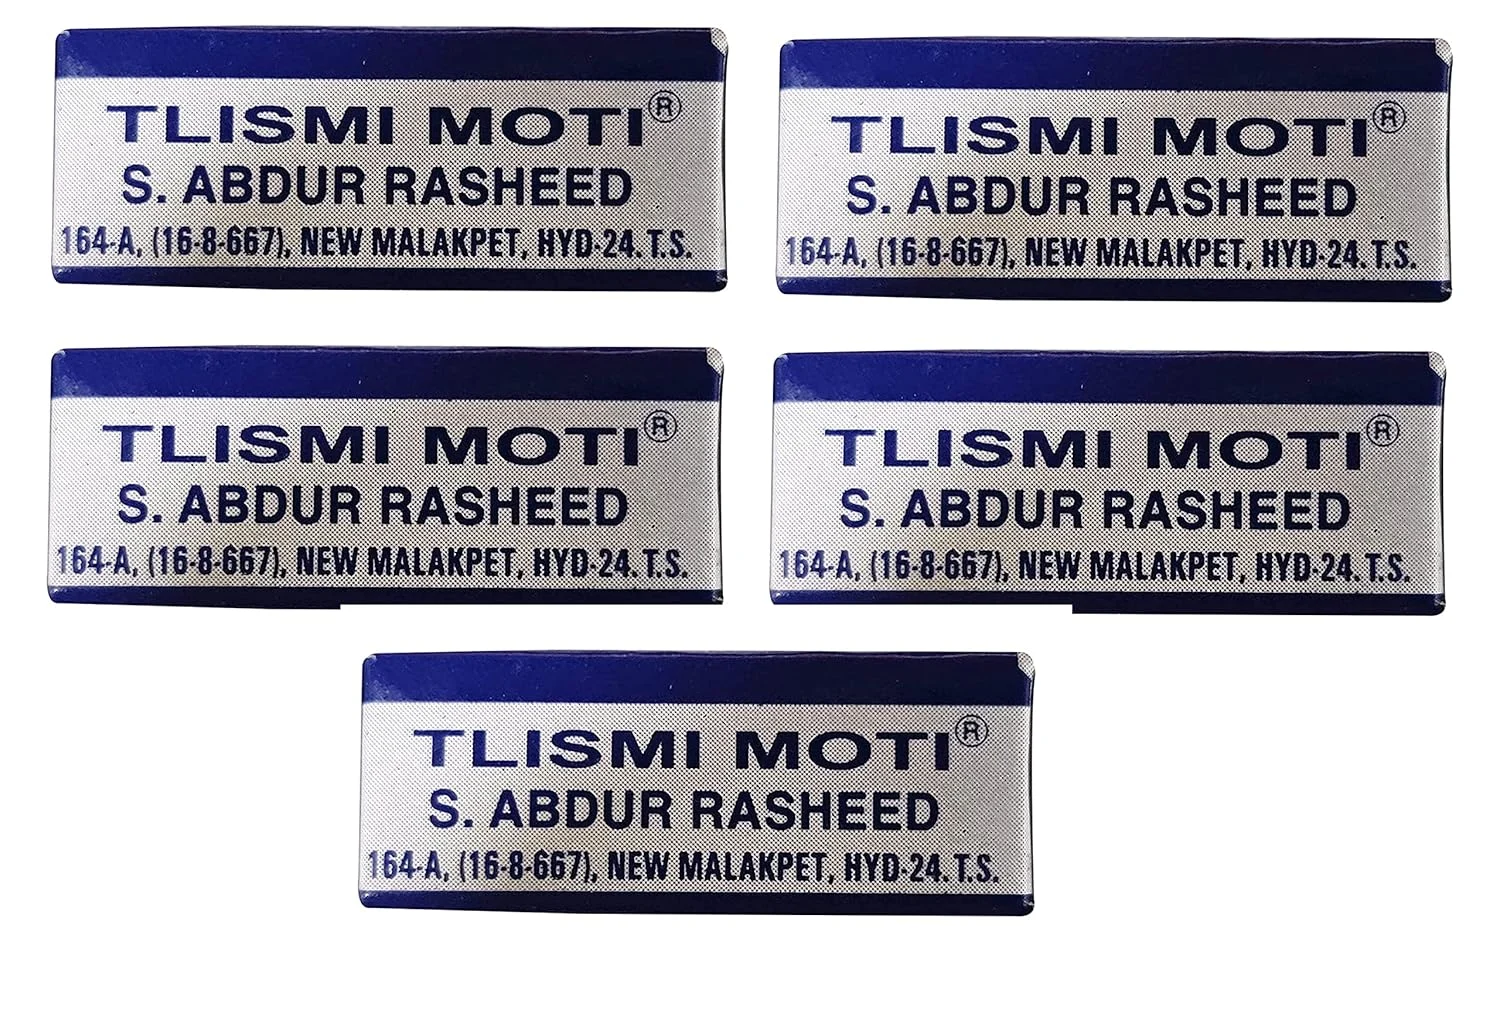 TLISMI MOTI®
S. ABDUR RASHEED
164-A, (16-8-667), NEW MALAKPET, HYD-24. T.S.
TLISMI MOTI®
S. ABDUR RASHEED
164-A, (16-8-667), NEW MALAKPET, HYD-24. T.S.
TLISMI MOTI®
S. ABDUR RASHEED
164-A, (16-8-667), NEW MALAKPET, HYD-24. T.S.
TLISMI MOTI®
S. ABDUR RASHEED
164-A, (16-8-667), NEW MALAKPET, HYD-24. T.S.
TLISMI MOTI®
S. ABDUR RASHEED
164-A, (16-8-667), NEW MALAKPET, HYD-24. T.S.